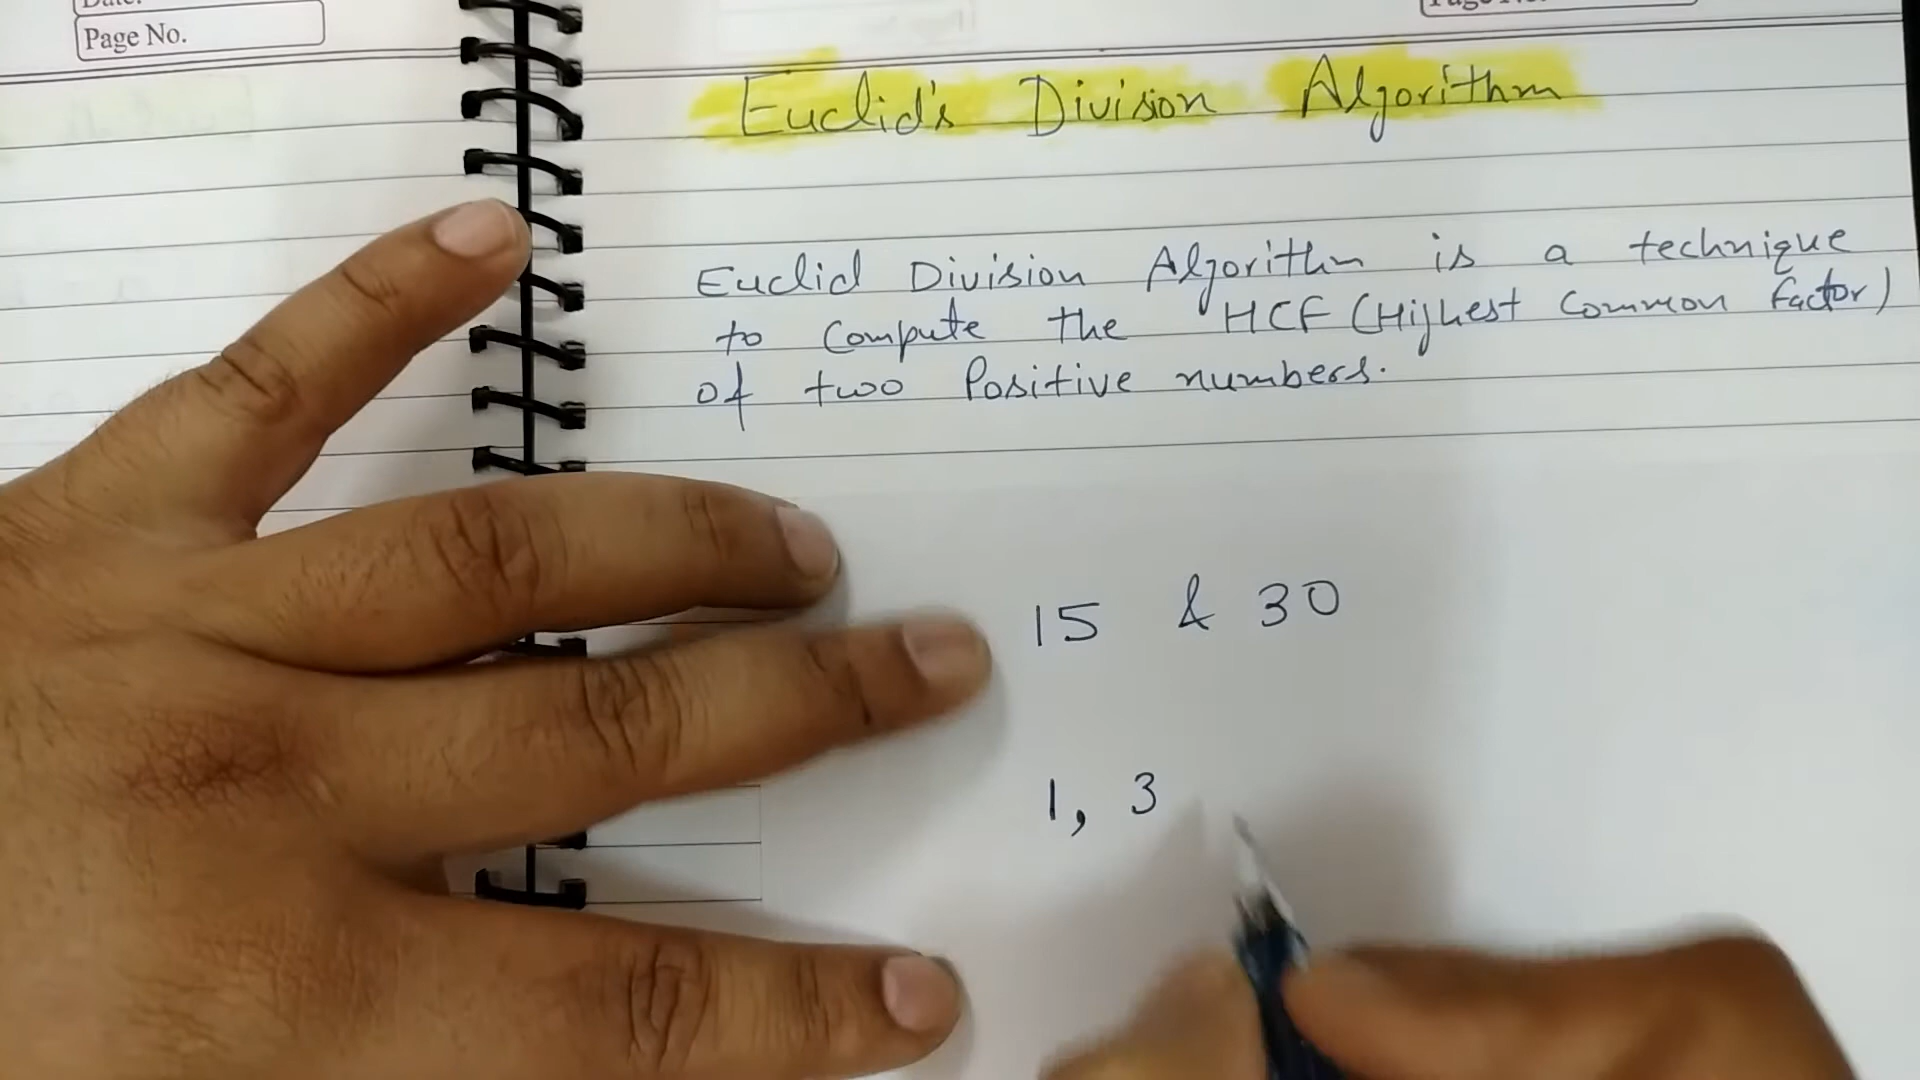 Page No.
Euclid's Division Algorithm
Euclid Division Algorithm is a technique
to Compute the HCF (Highest Common factor)
of two Positive numbers.
15 & 30
1, 3